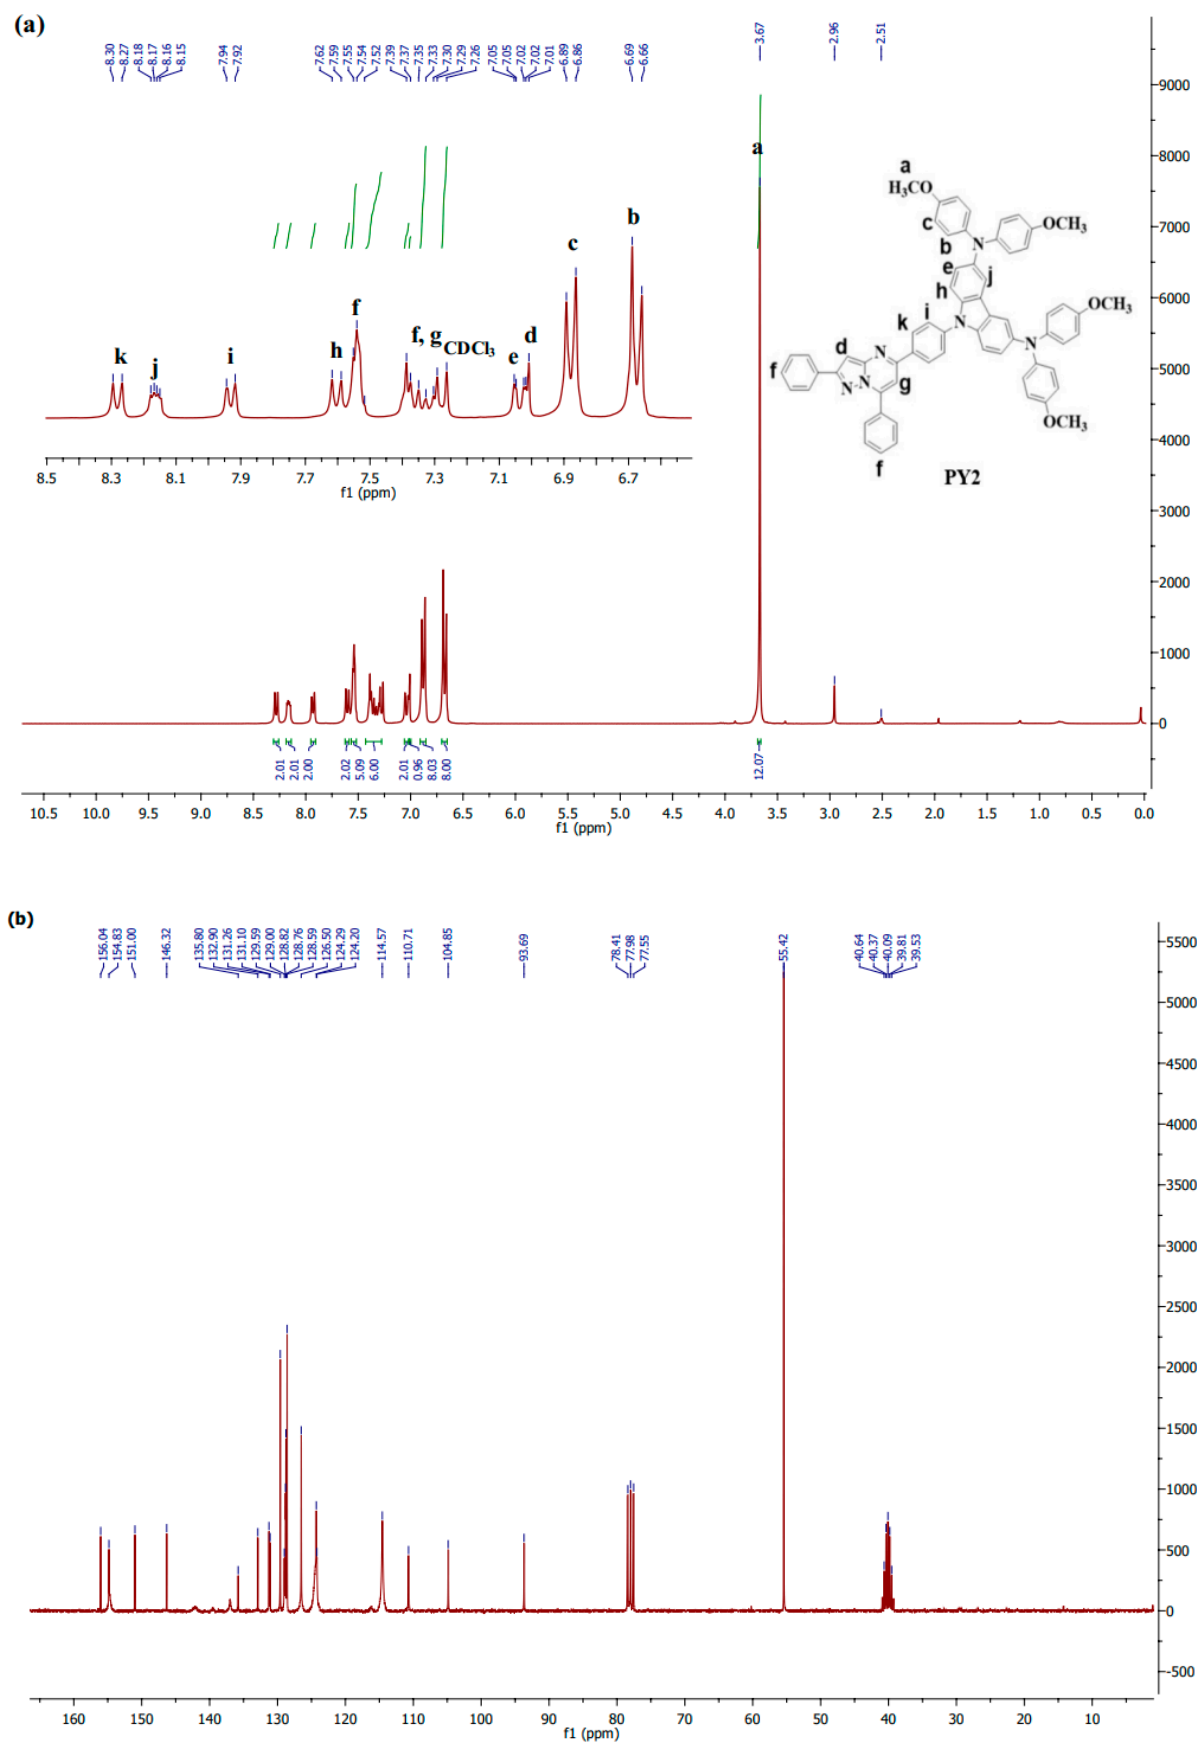 (a)
8.30
8.27
8.18
8.17
8.16
8.15
7.94
7.92
7.62
7.59
7.55
7.54
7.52
7.39
7.37
7.35
7.33
7.30
7.29
7.26
7.05
7.05
7.02
7.02
7.01
6.89
6.86
6.69
6.66
3.67
2.96
2.51
k
j
i
h
f
f, g
CDCl3
e
d
c
b
a
8.5 8.3 8.1 7.9 7.7 7.5 7.3 7.1 6.9 6.7
f1 (ppm)
a
H3CO
c
b
N
OCH3
e
j
h
i
k
N
OCH3
N
d
N
f
N
N
g
OCH3
f
PY2
9000
8000
7000
6000
5000
4000
3000
2000
1000
0
2.01
2.01
2.00
2.02
5.09
6.00
2.01
0.96
8.03
8.00
12.07
10.5 10.0 9.5 9.0 8.5 8.0 7.5 7.0 6.5 6.0 5.5 5.0 4.5 4.0 3.5 3.0 2.5 2.0 1.5 1.0 0.5 0.0
f1 (ppm)
(b)
156.04
154.83
151.00
146.32
135.80
132.90
131.26
131.10
129.59
129.00
128.82
128.76
128.59
126.50
124.29
124.20
114.57
110.71
104.85
93.69
78.41
77.98
77.55
55.42
40.64
40.37
40.09
39.81
39.53
5500
5000
4500
4000
3500
3000
2500
2000
1500
1000
500
0
-500
160 150 140 130 120 110 100 90 80 70 60 50 40 30 20 10
f1 (ppm)